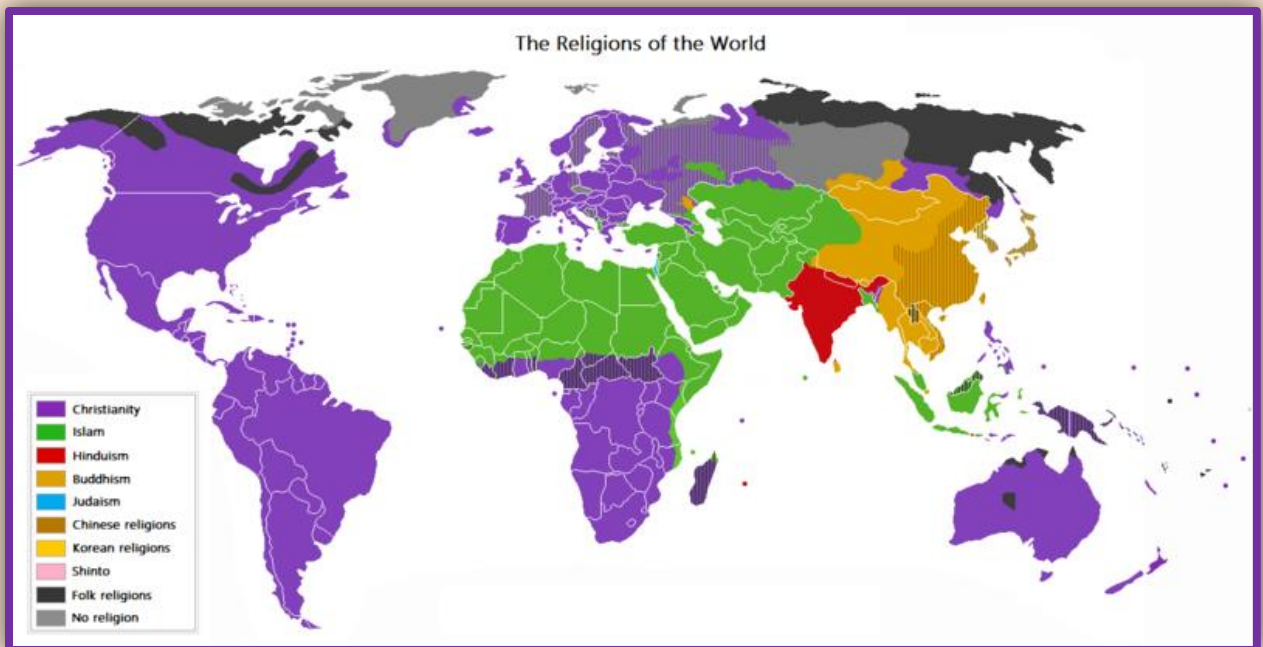 The Religions of the World
Christianity
Islam
Hinduism
Buddhism
Judaism
Chinese religions
Korean religions
Shinto
Folk religions
No religion